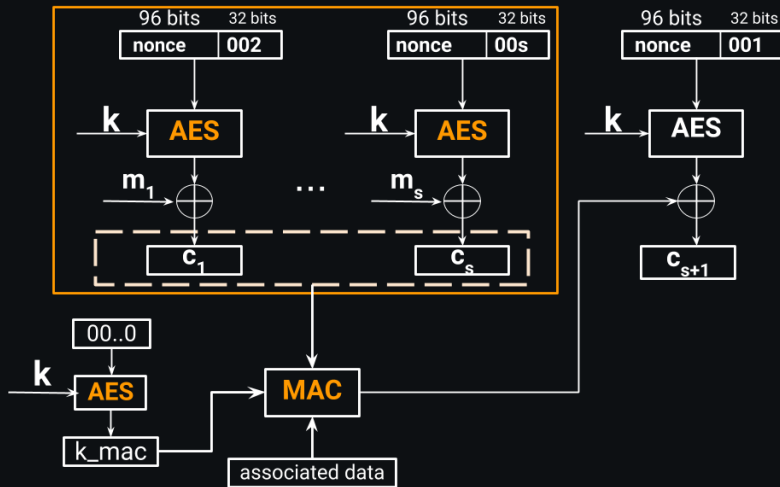 96 bits 32 bits 96 bits 32 bits 96 bits 32 bits
nonce 002 nonce 00s nonce 001
k AES k AES k AES
m1 ... ms
c1 cs cs+1
00..0
k AES MAC
k_mac
associated data